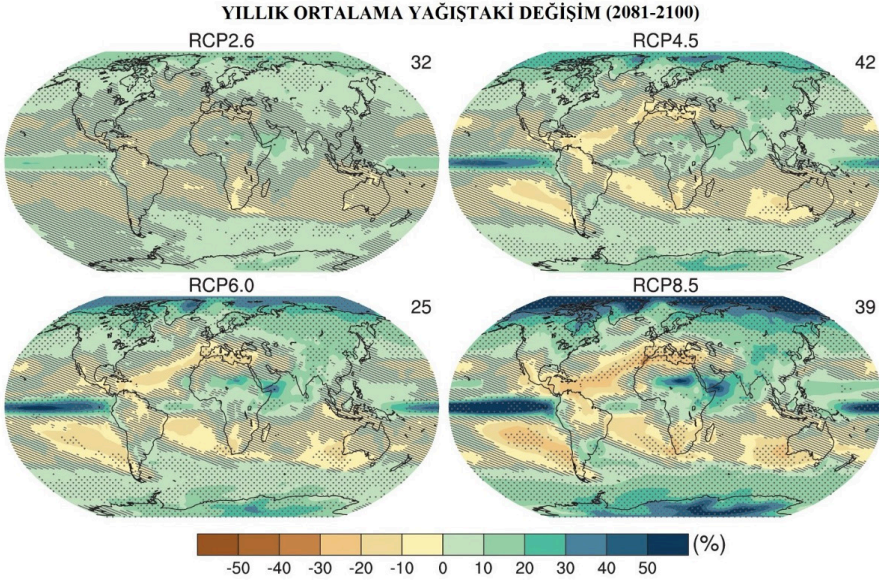 YILLIK ORTALAMA YAĞIŞTAKİ DEĞİŞİM (2081-2100)
RCP2.6
32
RCP4.5
42
RCP6.0
25
RCP8.5
39
(%)
-50 -40 -30 -20 -10 0 10 20 30 40 50